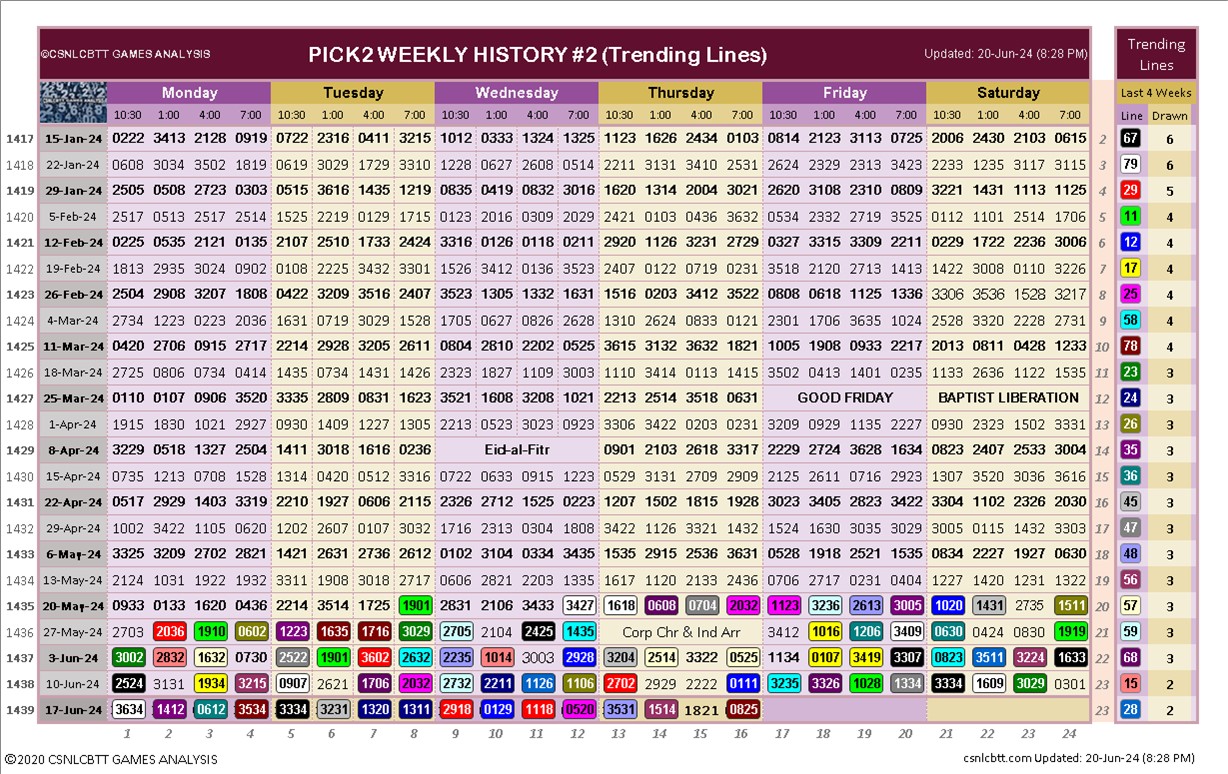 ©CSNLCBTT GAMES ANALYSIS PICK2 WEEKLY HISTORY #2 (Trending Lines) Updated: 20-Jun-24 (8:28 PM) Trending Lines
Monday Tuesday Wednesday Thursday Friday Saturday Last 4 Weeks
10:30 1:00 4:00 7:00 10:30 1:00 4:00 7:00 10:30 1:00 4:00 7:00 10:30 1:00 4:00 7:00 10:30 1:00 4:00 7:00 10:30 1:00 4:00 7:00 Line Drawn
1417 15-Jan-24 0222 3413 2128 0919 0722 2316 0411 3215 1012 0333 1324 1325 1123 1626 2434 0103 0814 2123 3113 0725 2006 2430 2103 0615 2 67 6
1418 22-Jan-24 0608 3034 3502 1819 0619 3029 1729 3310 1228 0627 2608 0514 2211 3131 3410 2531 2624 2329 2113 3423 2233 1235 3117 3115 3 79 6
1419 29-Jan-24 2505 0508 2723 0303 0515 3616 1435 1219 0835 0419 0832 3016 1620 1314 2004 3021 2620 3108 2310 0809 3221 1431 1113 1125 4 29 5
1420 5-Feb-24 2517 0513 2517 2514 1525 2219 0129 1715 0123 2016 0309 2029 2421 0103 0436 3632 0534 2332 2719 3525 0112 1101 2514 1706 5 11 4
1421 12-Feb-24 0225 0535 2121 0135 2107 2510 1733 2424 3316 0126 0118 0211 2920 1126 3231 2729 0327 3315 3309 2211 0229 1722 2236 3006 6 12 4
1422 19-Feb-24 1813 2935 3024 0902 0108 2225 3432 3301 1526 3412 0136 3523 2407 0122 0719 0231 3518 2120 2713 1413 1422 3008 0110 3226 7 17 4
1423 26-Feb-24 2504 2908 3207 1808 0422 3209 3516 2407 3523 1305 1332 1631 1516 0203 3412 3522 0808 0618 1125 1336 3306 3536 1528 3217 8 25 4
1424 4-Mar-24 2734 1223 0223 2036 1631 0719 3029 1529 1705 0627 0826 2628 1310 2624 0833 0121 2301 1706 3635 1024 2528 3320 2228 2731 9 58 4
1425 11-Mar-24 0420 2706 0915 2717 2214 2928 3205 2611 0804 2810 2202 0525 3615 3132 3632 1821 1005 1908 0933 2217 2013 0811 0428 1233 10 78 4
1426 18-Mar-24 2725 0806 0734 0414 1435 0734 1431 1426 2323 1827 1109 3003 1110 3414 0113 1415 3502 0413 1401 0235 1133 2636 1122 1535 11 23 3
1427 25-Mar-24 0110 0107 0906 3520 3335 2809 0831 1623 3521 1608 3208 1021 2213 2514 3518 0631 GOOD FRIDAY BAPTIST LIBERATION 12 24 3
1428 1-Apr-24 1915 1830 1021 2927 0930 1409 1227 1305 2213 0523 3023 0923 3306 3422 0203 0231 3209 0929 1135 2227 0930 2323 1502 3331 13 26 3
1429 8-Apr-24 3229 0518 1327 2504 1411 3018 1616 0233 Eid-al-Fitr 0901 2103 2618 3317 2229 2724 3628 1634 0823 2407 2533 3004 14 35 3
1430 15-Apr-24 0735 1213 0708 1528 1314 0420 0512 3315 0722 0633 0915 1223 0529 3131 2709 2909 2125 2611 0716 2923 1307 3520 3036 3616 15 36 3
1431 22-Apr-24 0517 2929 1403 3319 2210 1927 0606 2115 2326 2712 1525 0223 1207 1502 1815 1928 3023 3405 2823 3422 3304 1102 2326 2030 16 45 3
1432 29-Apr-24 1002 3422 1105 0620 1202 2607 0107 3032 1716 2313 0304 1808 3422 1126 3321 1432 1524 1630 3035 3029 3005 0115 1432 3303 17 47 3
1433 6-May-24 3325 3209 2702 2821 1421 2631 2736 2612 0102 3104 0334 3435 1535 2915 2536 3631 0528 1918 2521 1535 0834 2227 1927 0630 18 48 3
1434 13-May-24 2124 1031 1922 1932 3311 1908 3018 2717 0606 2821 2203 1335 1617 1120 2133 2436 0706 2717 0231 0404 1227 1420 1231 1322 19 56 3
1435 20-May-24 0933 0133 1620 0436 2214 3514 1725 1901 2831 2106 3433 3427 1618 0608 0704 2032 1123 3236 2613 3005 1020 1431 2735 1511 20 57 3
1436 27-May-24 2703 2036 1910 0602 1223 1635 1716 3029 2705 2104 2425 1435 Corp Chr & Ind Arr 3412 1016 1206 3409 0630 0424 0830 1919 21 59 3
1437 3-Jun-24 3002 2832 1632 0730 2522 1901 3602 2632 2235 1014 3003 2928 3204 2514 3322 0525 1134 0107 3419 3307 0823 3511 3224 1633 22 68 3
1438 10-Jun-24 2524 3131 1934 3215 0907 2621 1706 2032 2732 2211 1126 1106 2702 2929 2222 0111 3235 3326 1028 1334 3334 1609 3029 0301 23 15 2
1439 17-Jun-24 3634 1412 0612 3534 3334 3231 1320 1311 2918 0129 1118 0520 3531 1514 1821 0825 23 28 2
1 2 3 4 5 6 7 8 9 10 11 12 13 14 15 16 17 18 19 20 21 22 23 24
©2020 CSNLCBTT GAMES ANALYSIS csnlcbtt.com Updated: 20-Jun-24 (8:28 PM)